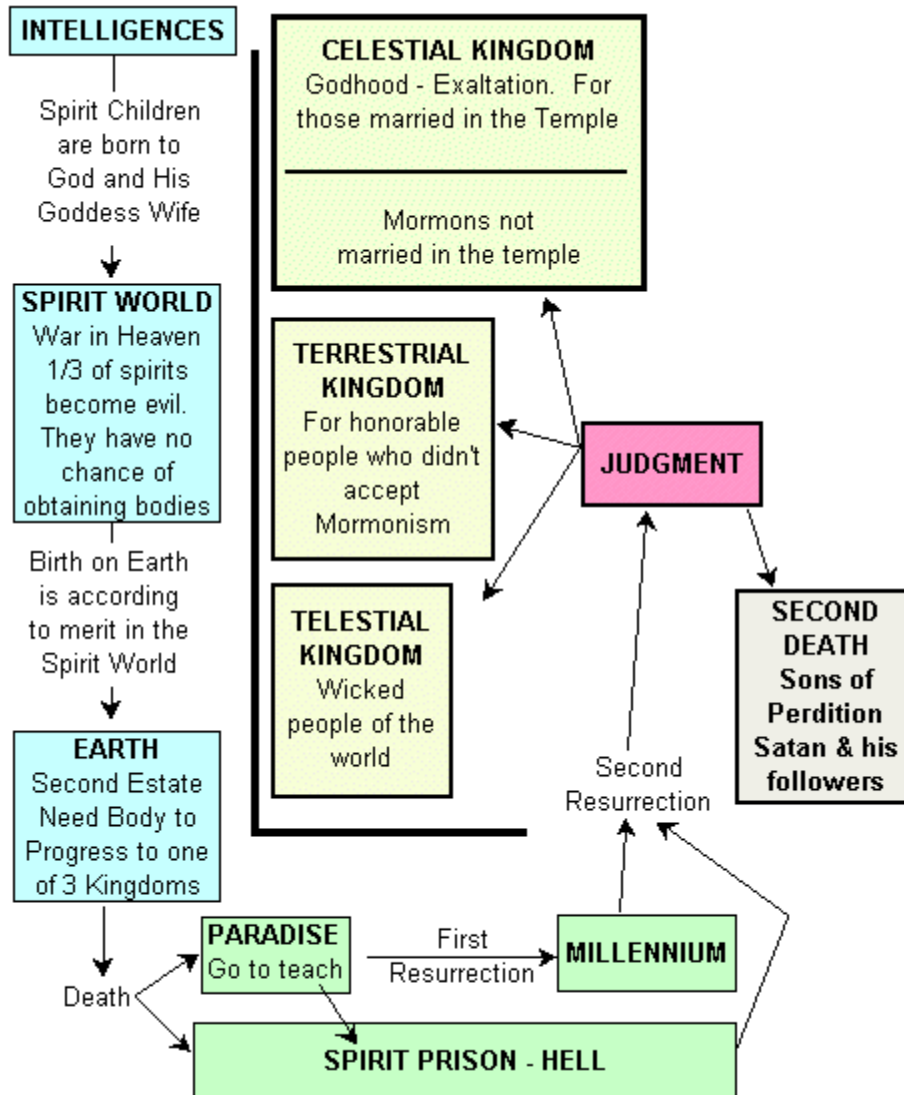 INTELLIGENCES
Spirit Children
are born to
God and His
Goddess Wife
SPIRIT WORLD
War in Heaven
1/3 of spirits
become evil.
They have no
chance of
obtaining bodies
Birth on Earth
is according
to merit in the
Spirit World
EARTH
Second Estate
Need Body to
Progress to one
of 3 Kingdoms
Death
PARADISE
Go to teach
First
Resurrection
MILLENNIUM
SPIRIT PRISON - HELL
Second
Resurrection
JUDGMENT
CELESTIAL KINGDOM
Godhood - Exaltation. For
those married in the Temple
Mormons not
married in the temple
TERRESTRIAL
KINGDOM
For honorable
people who didn't
accept
Mormonism
TELESTIAL
KINGDOM
Wicked
people of the
world
SECOND
DEATH
Sons of
Perdition
Satan & his
followers